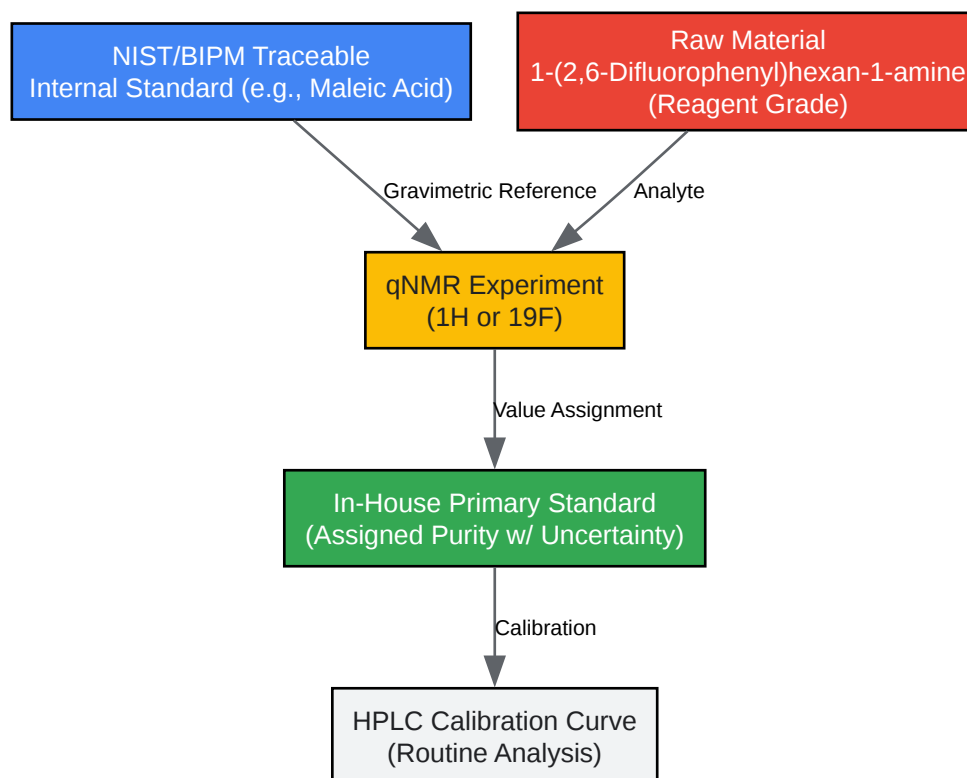 NIST/BIPM Traceable
Internal Standard (e.g., Maleic Acid)
Raw Material
1-(2,6-Difluorophenyl)hexan-1-amine
(Reagent Grade)
Gravimetric Reference
Analyte
qNMR Experiment
(1H or 19F)
Value Assignment
In-House Primary Standard
(Assigned Purity w/ Uncertainty)
Calibration
HPLC Calibration Curve
(Routine Analysis)